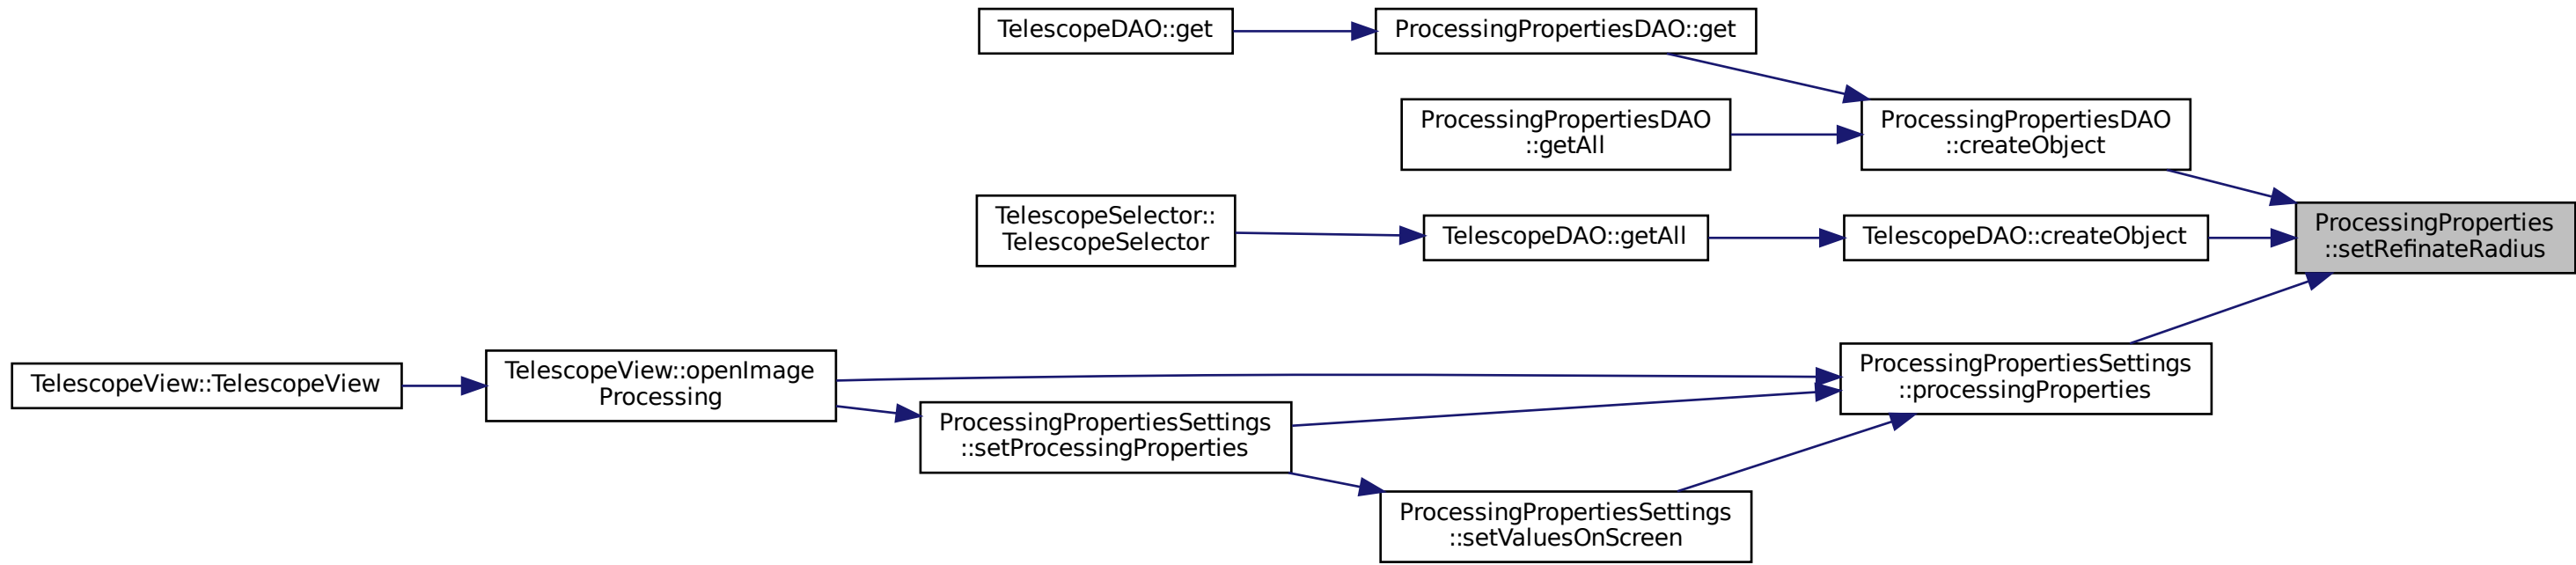 TelescopeDAO::get
ProcessingPropertiesDAO::get
ProcessingPropertiesDAO
::getAll
ProcessingPropertiesDAO
::createObject
TelescopeSelector::
TelescopeSelector
TelescopeDAO::getAll
TelescopeDAO::createObject
ProcessingProperties
::setRefinateRadius
TelescopeView::TelescopeView
TelescopeView::openImage
Processing
ProcessingPropertiesSettings
::setProcessingProperties
ProcessingPropertiesSettings
::processingProperties
ProcessingPropertiesSettings
::setValuesOnScreen